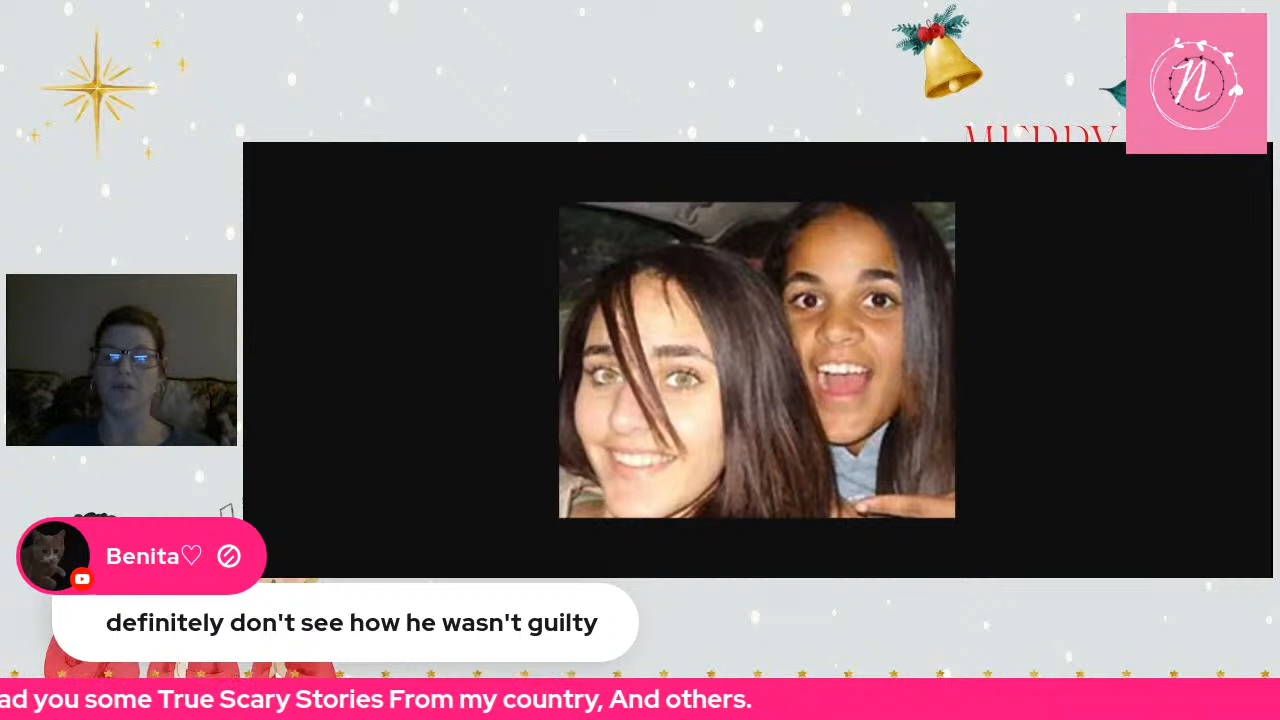 MERRY
n
Benita♡
definitely don't see how he wasn't guilty
ad you some True Scary Stories From my country, And others.